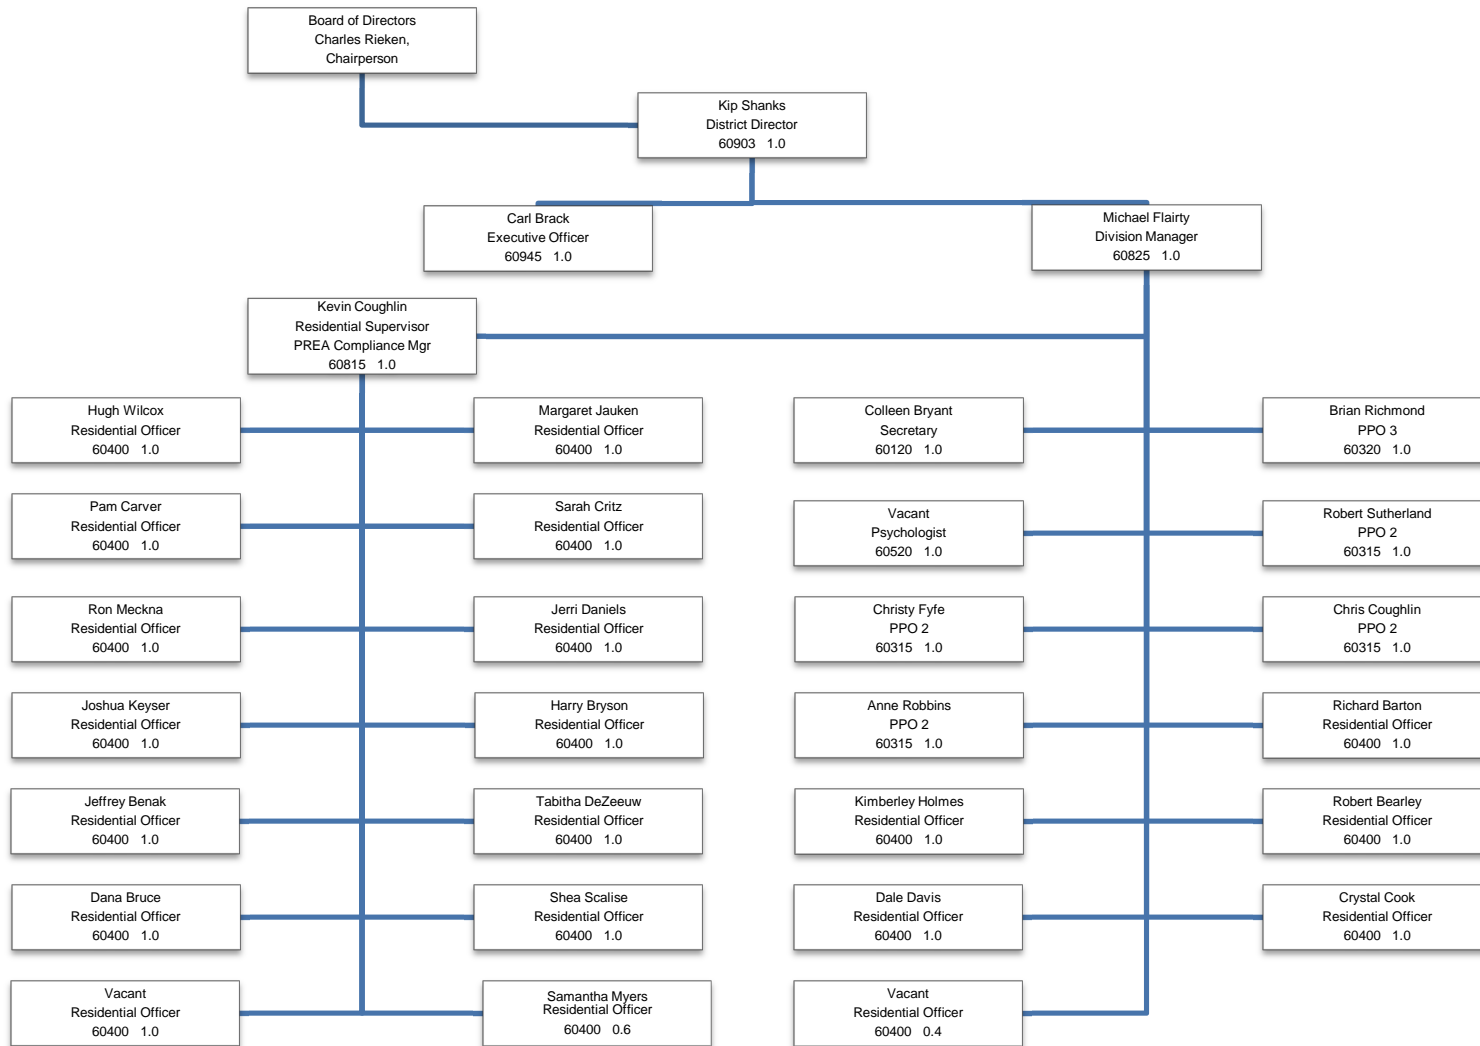 Board of Directors
Charles Rieken,
Chairperson
Kip Shanks
District Director
60903 1.0
Carl Brack
Executive Officer
60945 1.0
Michael Flairty
Division Manager
60825 1.0
Kevin Coughlin
Residential Supervisor
PREA Compliance Mgr
60815 1.0
Hugh Wilcox
Residential Officer
60400 1.0
Margaret Jauken
Residential Officer
60400 1.0
Colleen Bryant
Secretary
60120 1.0
Brian Richmond
PPO 3
60320 1.0
Pam Carver
Residential Officer
60400 1.0
Sarah Critz
Residential Officer
60400 1.0
Vacant
Psychologist
60520 1.0
Robert Sutherland
PPO 2
60315 1.0
Ron Meckna
Residential Officer
60400 1.0
Jerri Daniels
Residential Officer
60400 1.0
Christy Fyfe
PPO 2
60315 1.0
Chris Coughlin
PPO 2
60315 1.0
Joshua Keyser
Residential Officer
60400 1.0
Harry Bryson
Residential Officer
60400 1.0
Anne Robbins
PPO 2
60315 1.0
Richard Barton
Residential Officer
60400 1.0
Jeffrey Benak
Residential Officer
60400 1.0
Tabitha DeZeeuw
Residential Officer
60400 1.0
Kimberley Holmes
Residential Officer
60400 1.0
Robert Bearley
Residential Officer
60400 1.0
Dana Bruce
Residential Officer
60400 1.0
Shea Scalise
Residential Officer
60400 1.0
Dale Davis
Residential Officer
60400 1.0
Crystal Cook
Residential Officer
60400 1.0
Vacant
Residential Officer
60400 1.0
Samantha Myers
Residential Officer
60400 0.6
Vacant
Residential Officer
60400 0.4